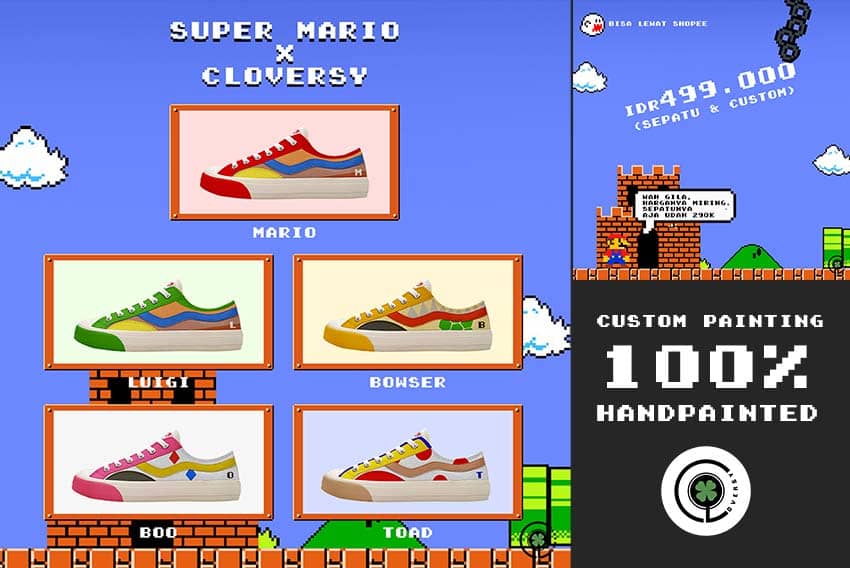 SUPER MARIO
X
CLOVERSY
M
MARIO
L
LUIGI
B
BOWSER
O
BOO
T
TOAD
BISA LEWAT SHOPEE
IDR499.000
(SEPATU & CUSTOM)
WAH GILA,
HARGANYA MIRING,
SEPATUNYA
AJA UDAH 290K
CUSTOM PAINTING
100%
HANDPAINTED
CLOVERSY